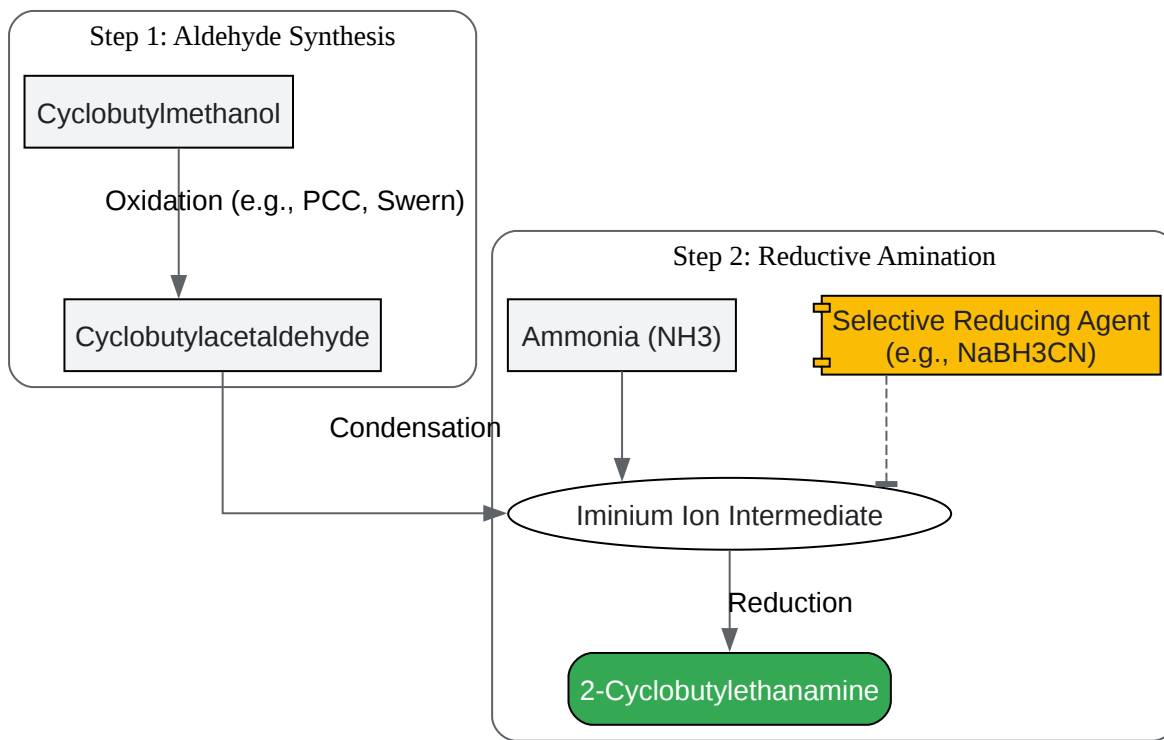 Step 1: Aldehyde Synthesis
Cyclobutylmethanol
Oxidation (e.g., PCC, Swern)
Cyclobutylacetaldehyde
Step 2: Reductive Amination
Ammonia (NH3)
Selective Reducing Agent
(e.g., NaBH3CN)
Condensation
Iminium Ion Intermediate
Reduction
2-Cyclobutylethanamine